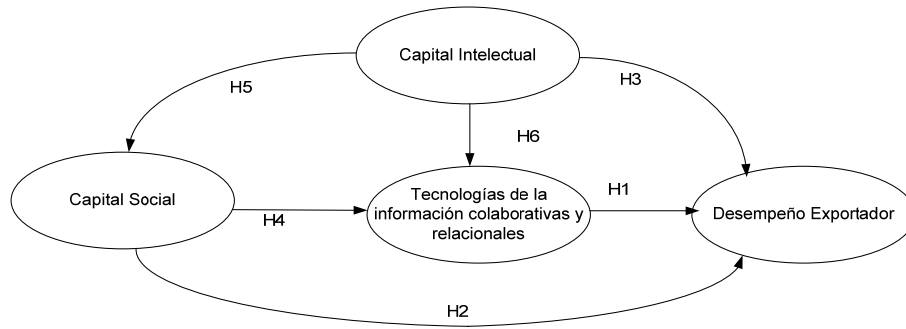 Capital Intelectual
H5
H3
H6
Capital Social
Tecnologías de la
información colaborativas y
relacionales
H1
Desempeño Exportador
H4
H2